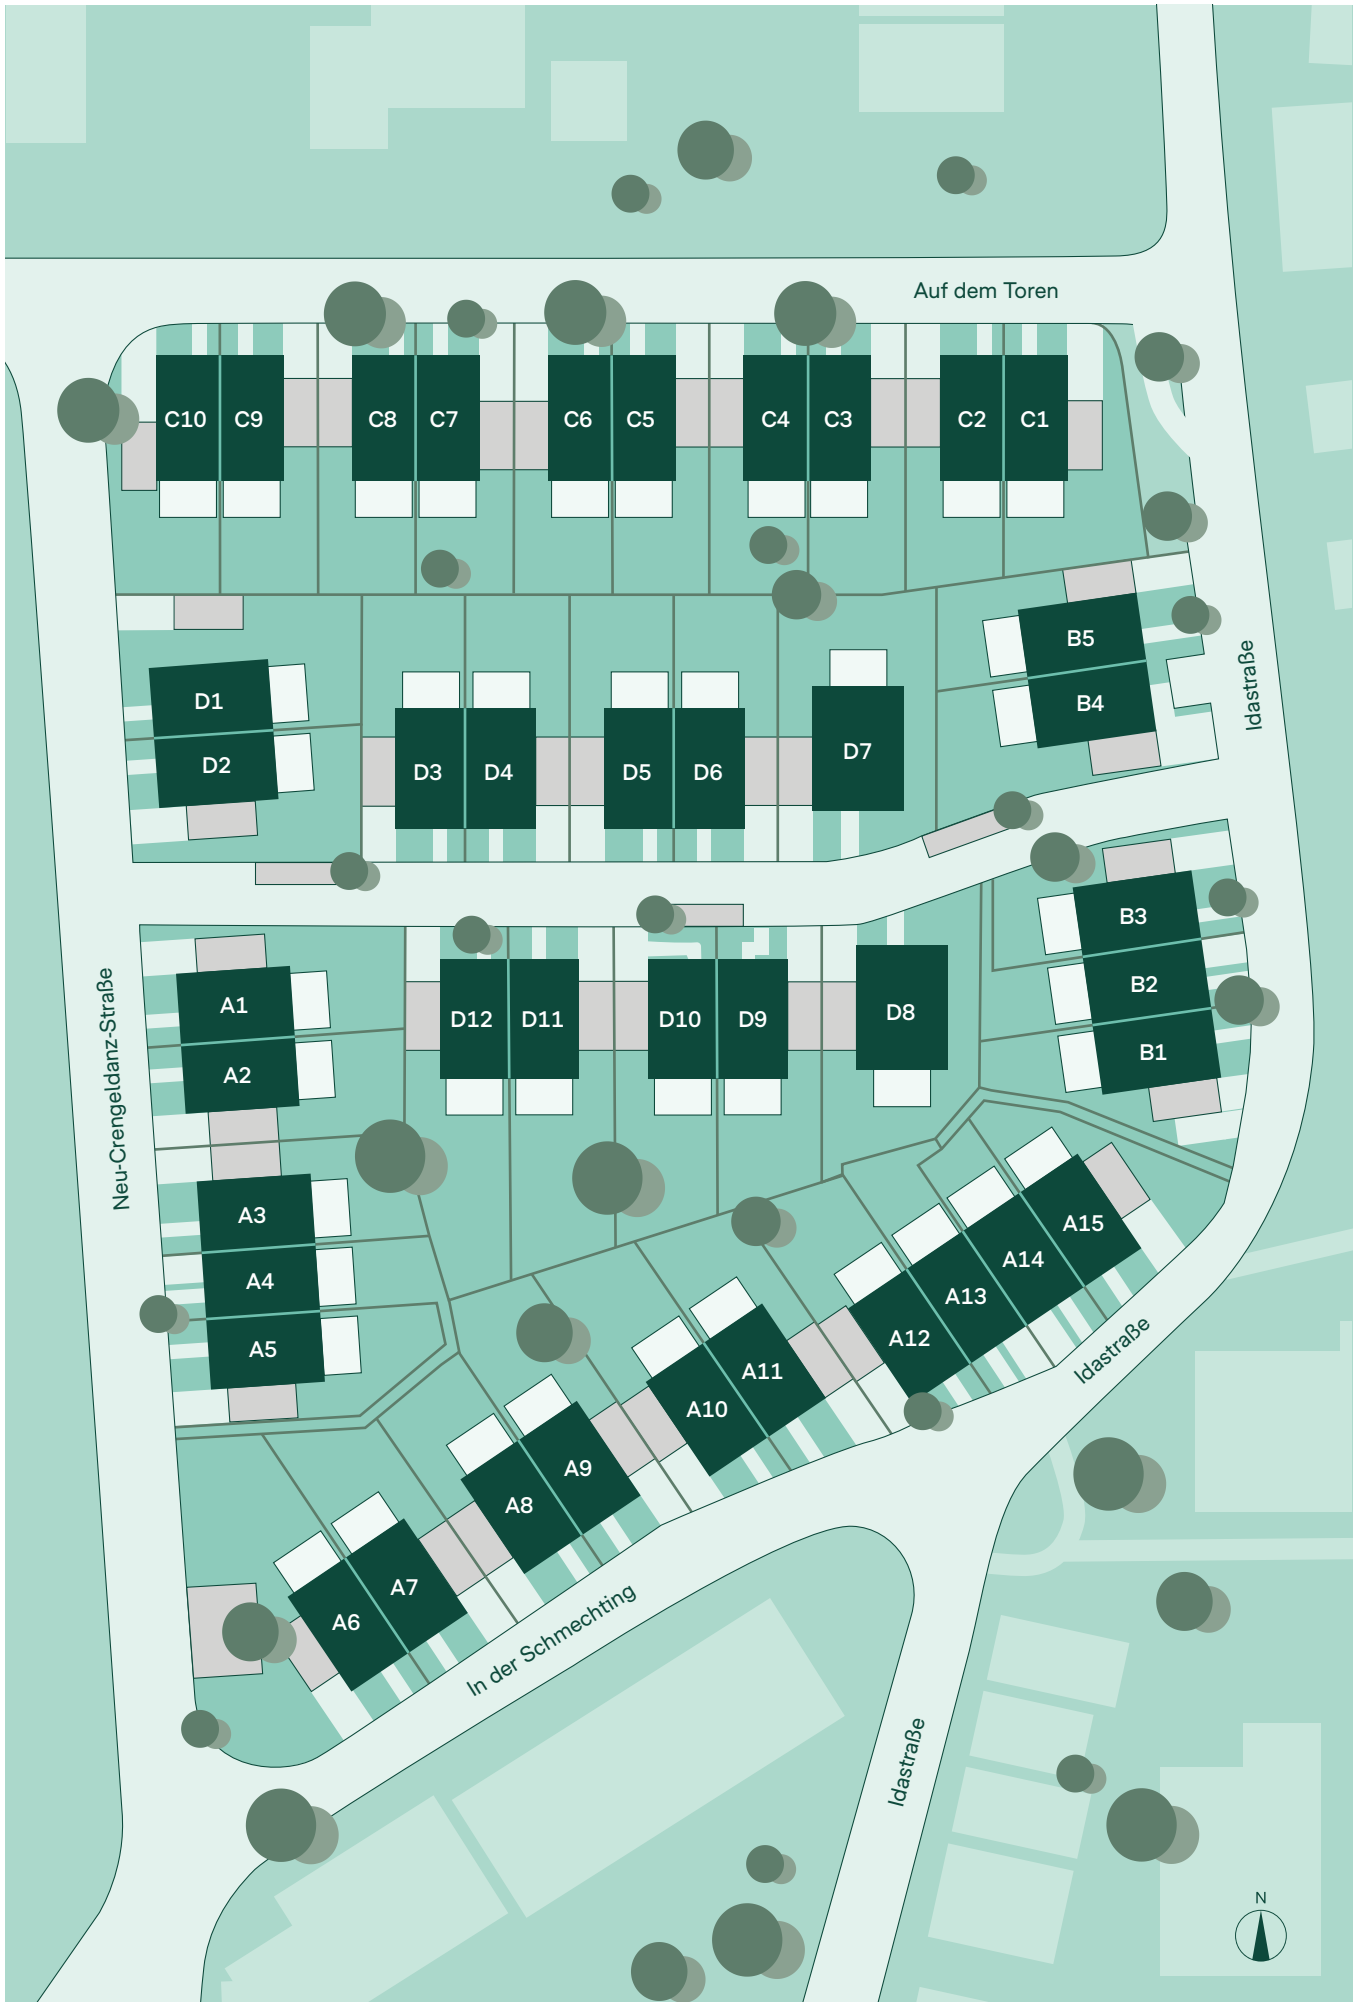 Auf dem Toren
C10
C9
C8
C7
C6
C5
C4
C3
C2
C1
B5
B4
Idastraße
D1
D2
D3
D4
D5
D6
D7
B3
B2
B1
Neu-Crengeldanz-Straße
A1
A2
D12
D11
D10
D9
D8
A3
A4
A5
A15
A14
A13
A12
Idastraße
A11
A10
A9
A8
A7
A6
In der Schmechting
Idastraße
N